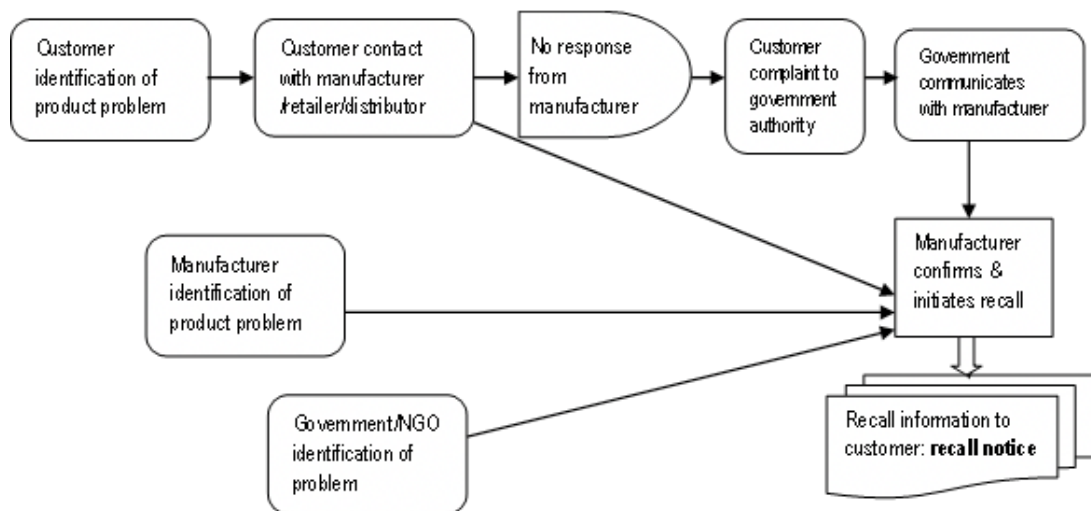 Customer
identification of
product problem
Customer contact
with manufacturer
/retailer/distributor
No response
from
manufacturer
Customer
complaint to
government
authority
Government
communicates
with manufacturer
Manufacturer
identification of
product problem
Manufacturer
confirms &
initiates recall
Government/NGO
identification of
problem
Recall information to
customer: recall notice